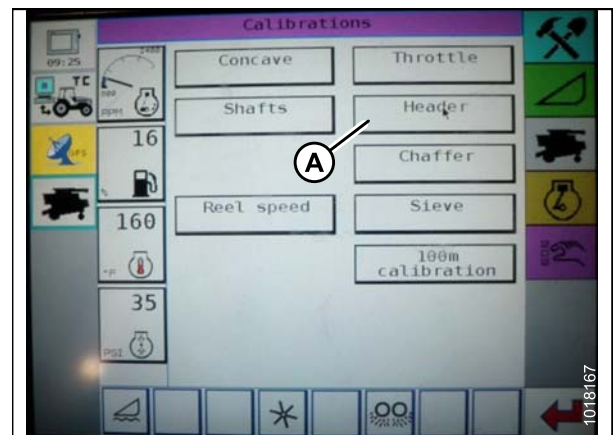 Calibrations
09:25
TC
GPS
RPM
16
%
160
°F
35
PSI
Concave
Throttle
Shafts
Header
A
Chaffer
Reel speed
Sieve
100m
calibration
1018167